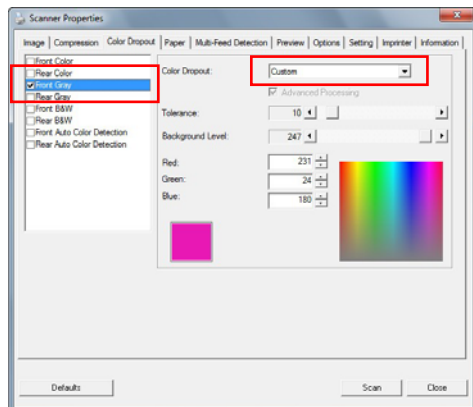 Scanner Properties
Image Compression Color Dropout Paper Multi-Feed Detection Preview Options Setting Imprinter Information
Front Color
Rear Color
Front Gray
Rear Gray
Front B&W
Rear B&W
Front Auto Color Detection
Rear Auto Color Detection
Color Dropout: Custom
Advanced Processing
Tolerance: 10
Background Level: 247
Red: 231
Green: 24
Blue: 180
Defaults Scan Close